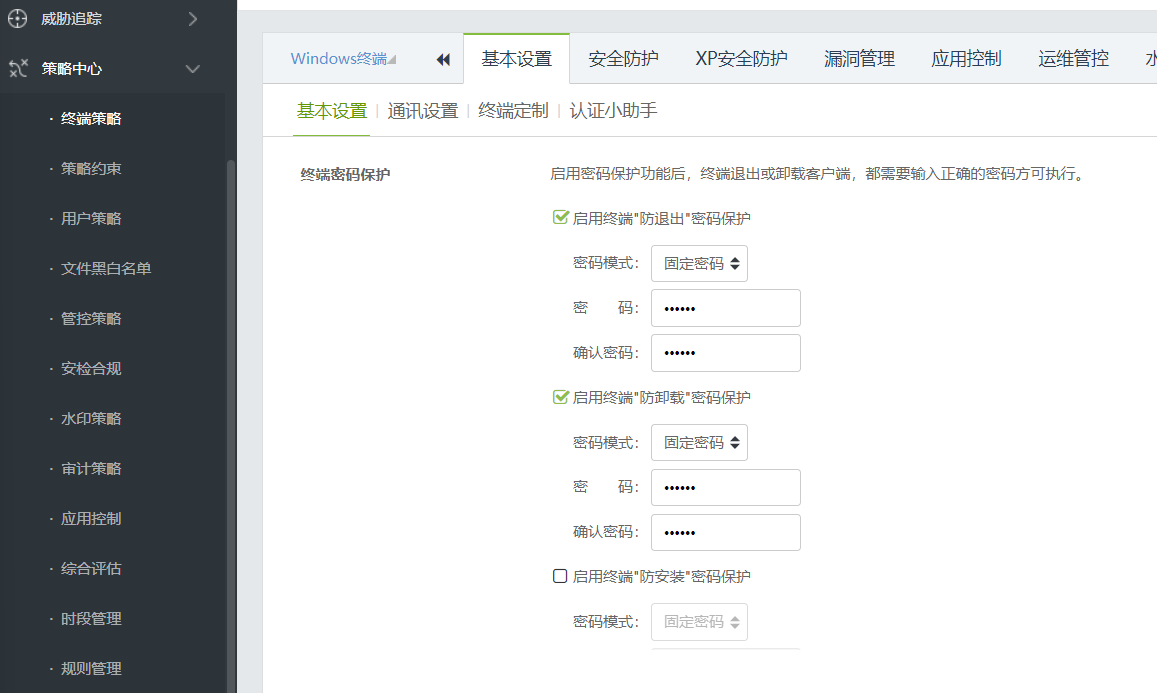 威胁追踪
策略中心
· 终端策略
· 策略约束
· 用户策略
· 文件黑白名单
· 管控策略
· 安检合规
· 水印策略
· 审计策略
· 应用控制
· 综合评估
· 时段管理
· 规则管理
Windows终端 基本设置 安全防护 XP安全防护 漏洞管理 应用控制 运维管控
基本设置 | 通讯设置 | 终端定制 | 认证小助手
终端密码保护 启用密码保护功能后，终端退出或卸载客户端，都需要输入正确的密码方可执行。
启用终端"防退出"密码保护
密码模式： 固定密码
密 码： ••••••
确认密码： ••••••
启用终端"防卸载"密码保护
密码模式： 固定密码
密 码： ••••••
确认密码： ••••••
启用终端"防安装"密码保护
密码模式： 固定密码